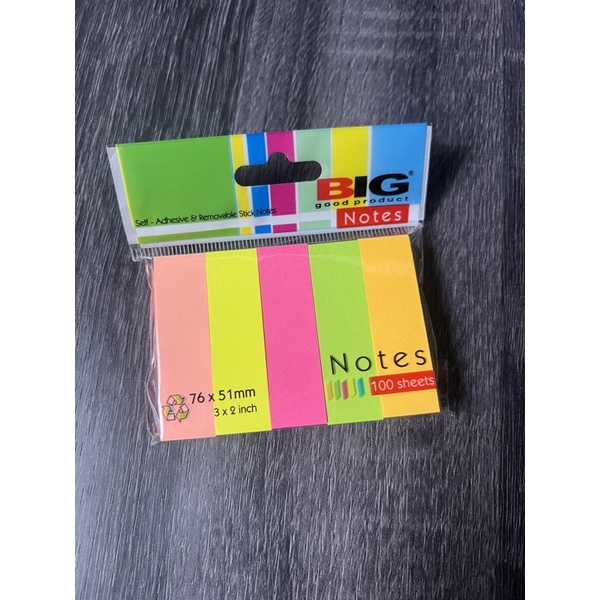 BIG®
good product
Self - Adhesive & Removable Stick Notes
Notes
Notes
100 sheets
76 x 51mm
3 x 2 inch